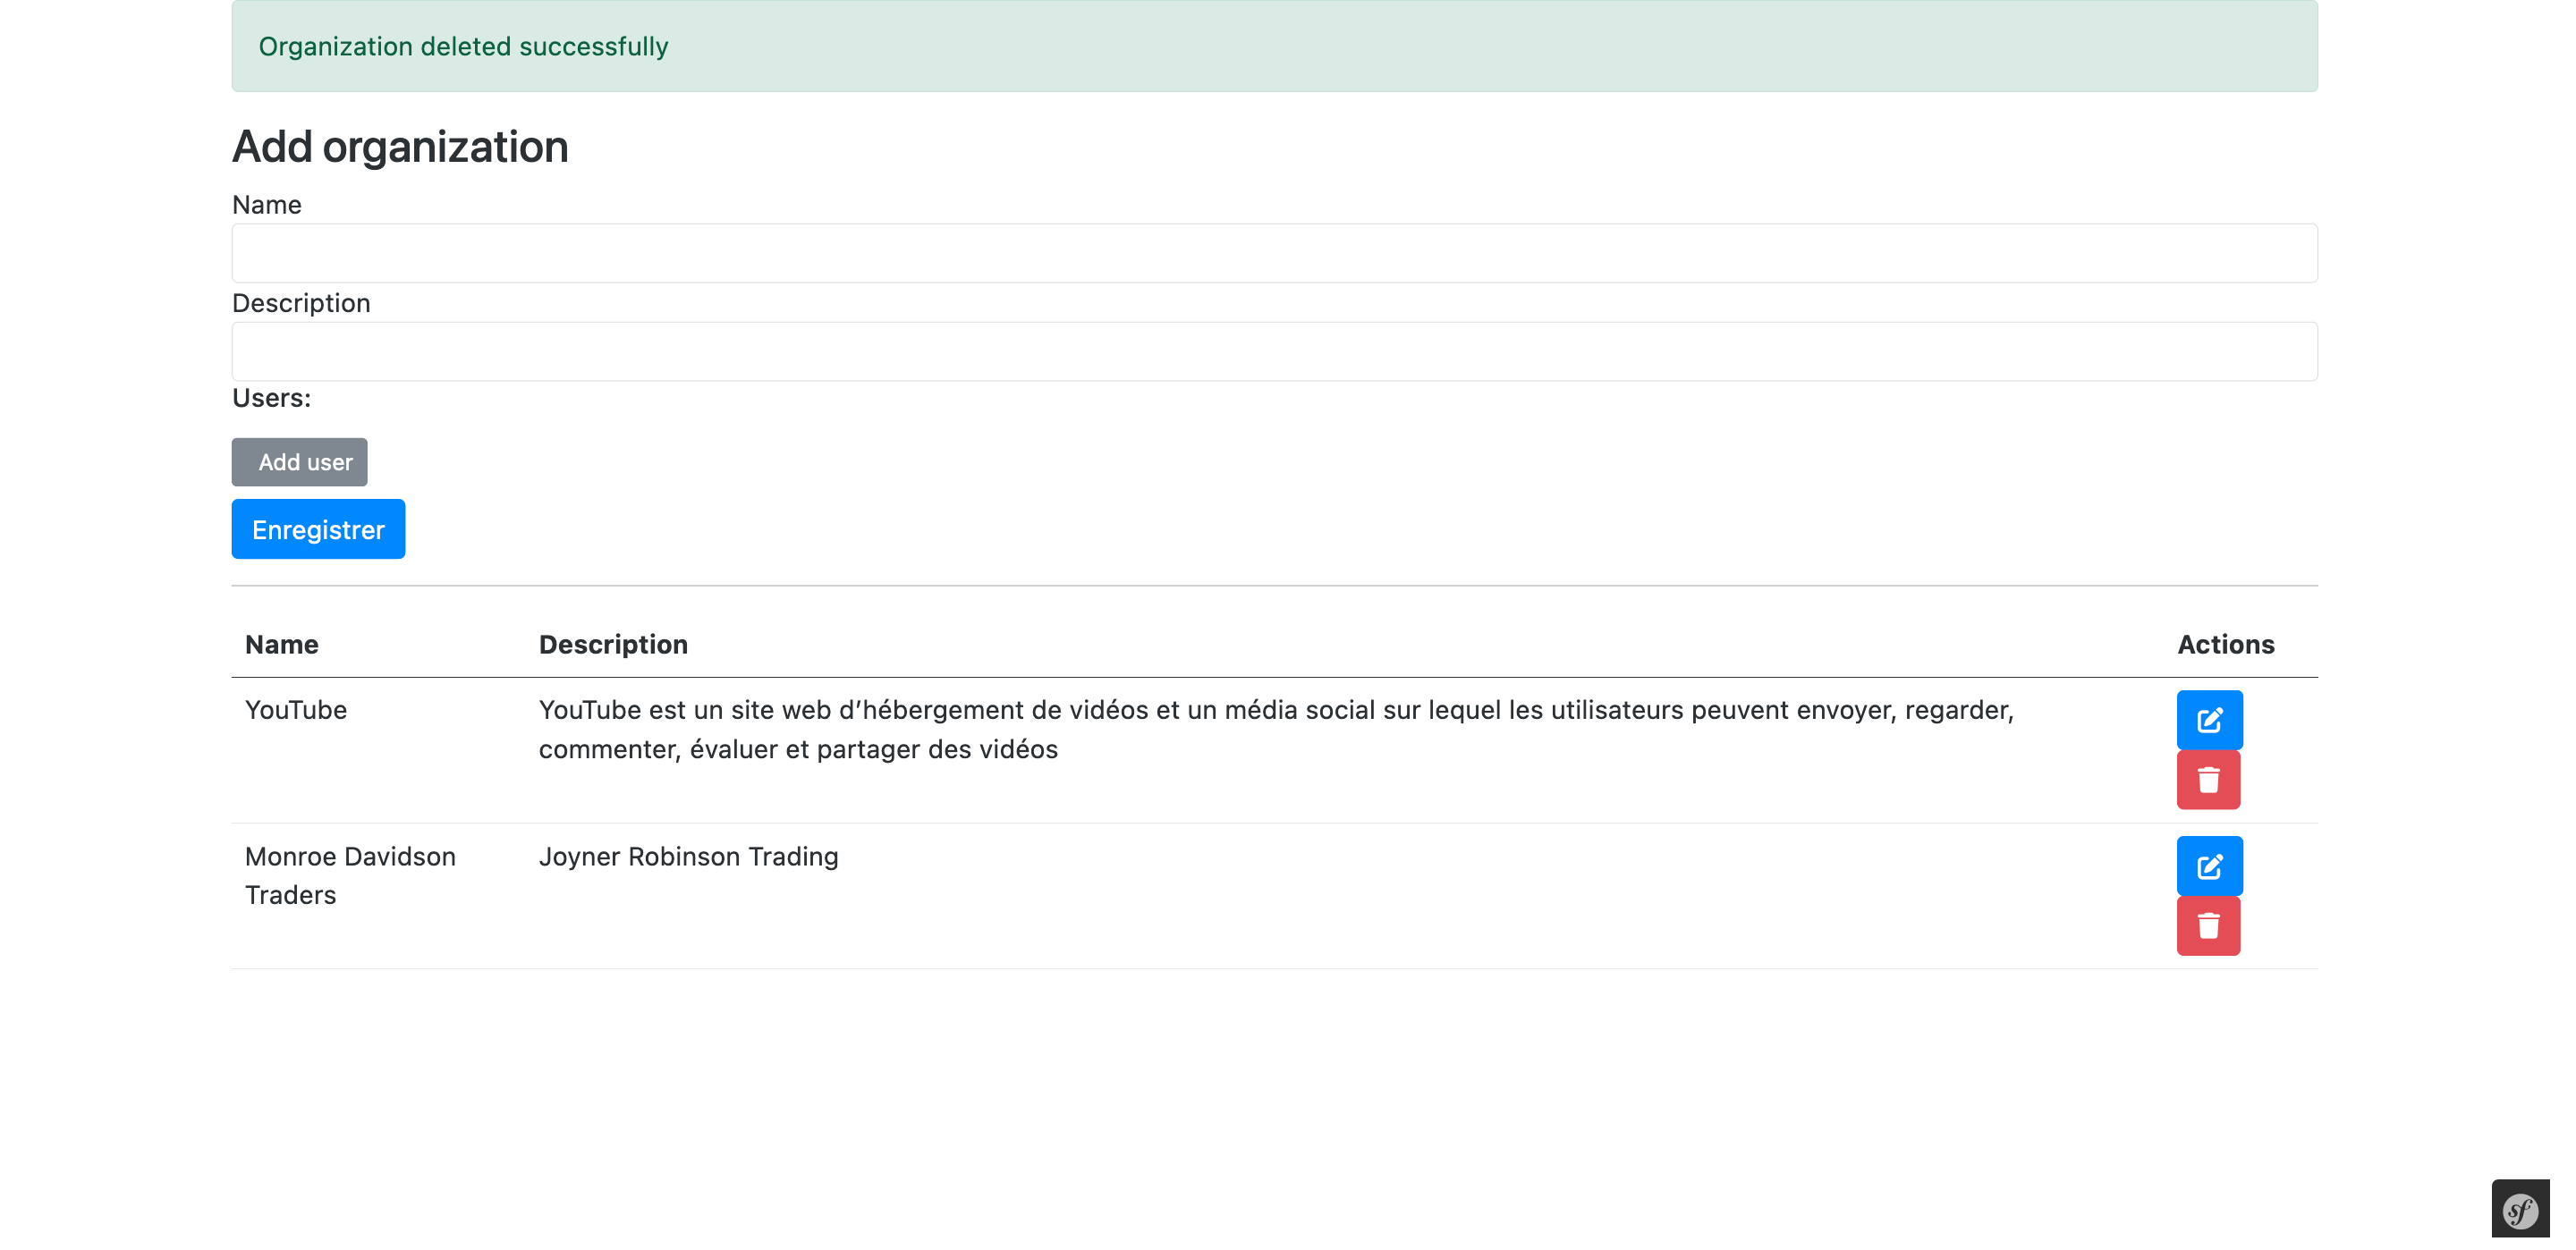 Organization deleted successfully
Add organization
Name
Description
Users:
Add user
Enregistrer
Name Description Actions
YouTube YouTube est un site web d’hébergement de vidéos et un média social sur lequel les utilisateurs peuvent envoyer, regarder,
commenter, évaluer et partager des vidéos
Monroe Davidson Joyner Robinson Trading
Traders
sf